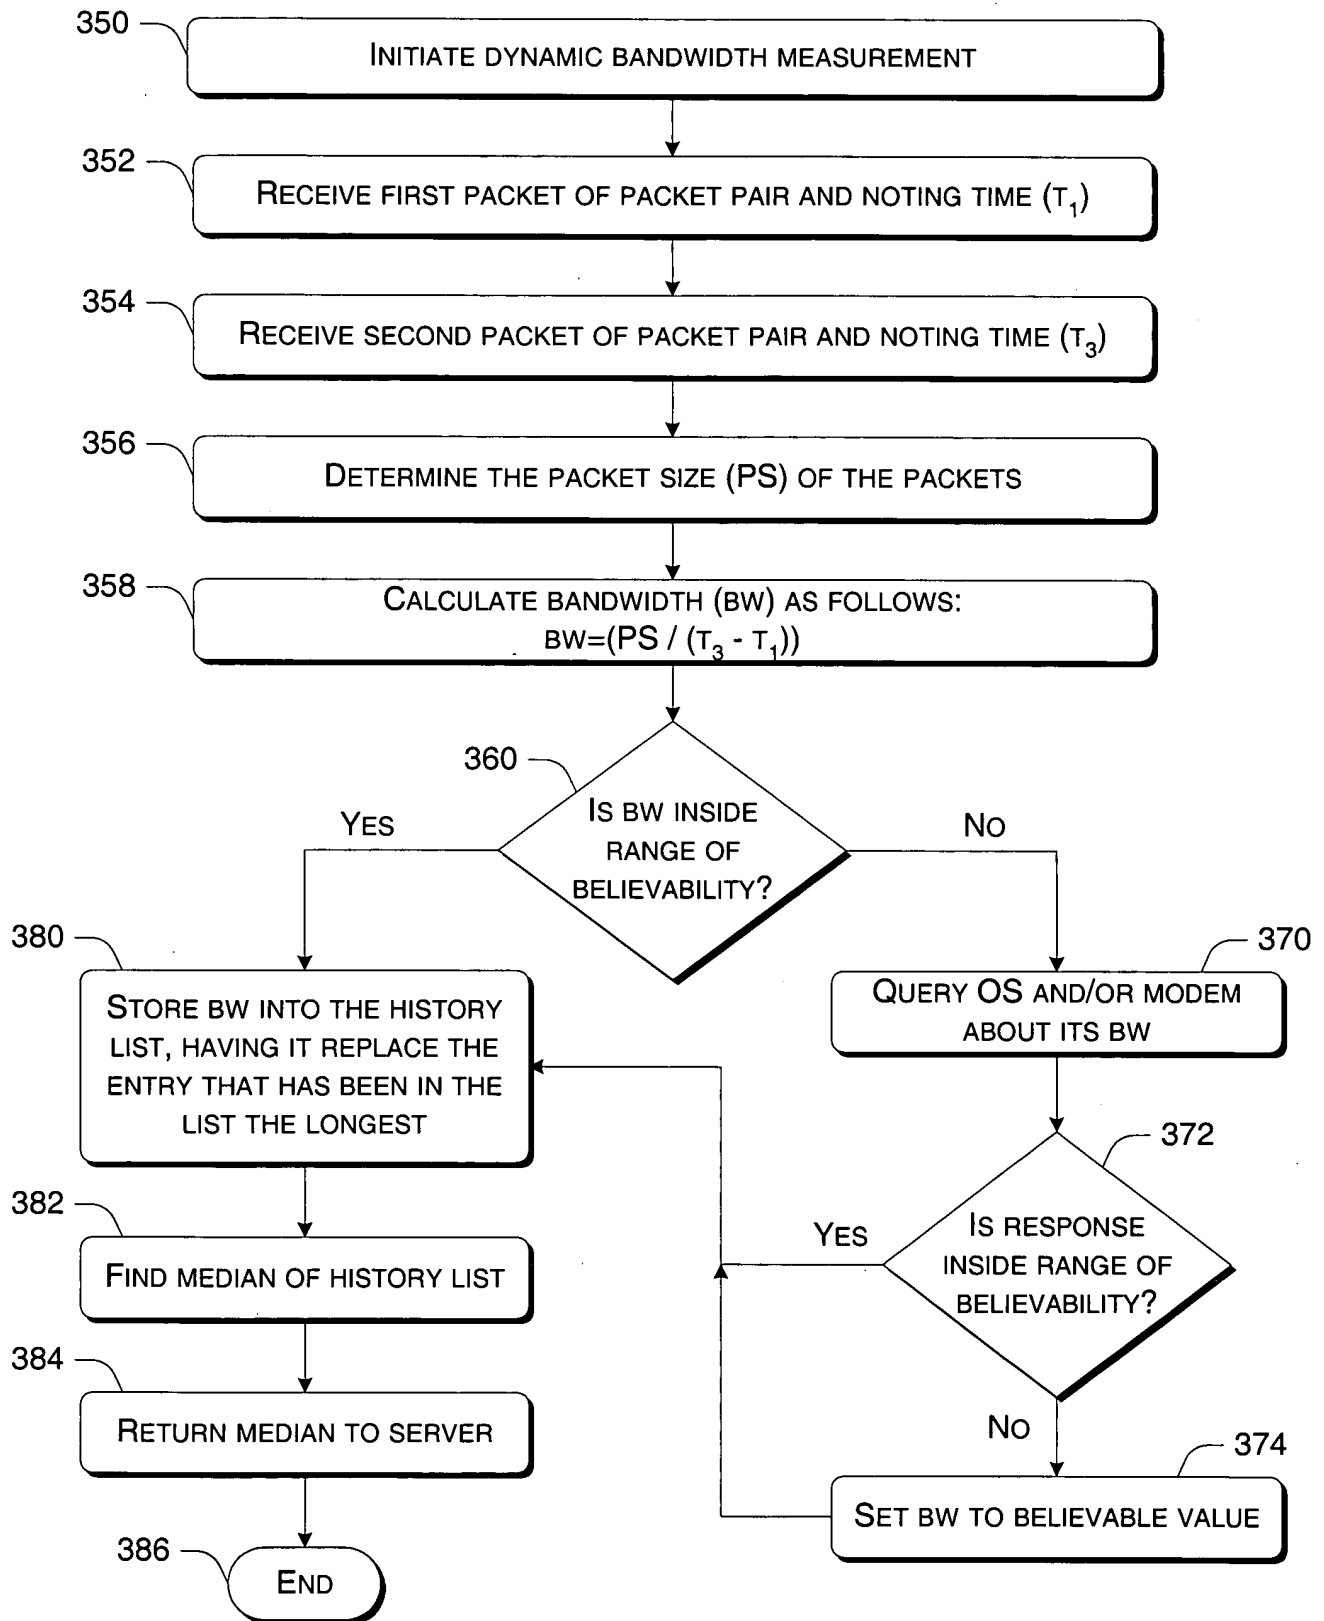 350
INITIATE DYNAMIC BANDWIDTH MEASUREMENT
352
RECEIVE FIRST PACKET OF PACKET PAIR AND NOTING TIME (T1)
354
RECEIVE SECOND PACKET OF PACKET PAIR AND NOTING TIME (T3)
356
DETERMINE THE PACKET SIZE (PS) OF THE PACKETS
358
CALCULATE BANDWIDTH (BW) AS FOLLOWS:
BW=(PS / (T3 - T1))
360
IS BW INSIDE
RANGE OF
BELIEVABILITY?
YES
NO
380
STORE BW INTO THE HISTORY
LIST, HAVING IT REPLACE THE
ENTRY THAT HAS BEEN IN THE
LIST THE LONGEST
370
QUERY OS AND/OR MODEM
ABOUT ITS BW
372
IS RESPONSE
INSIDE RANGE OF
BELIEVABILITY?
YES
NO
382
FIND MEDIAN OF HISTORY LIST
384
RETURN MEDIAN TO SERVER
374
SET BW TO BELIEVABLE VALUE
386
END